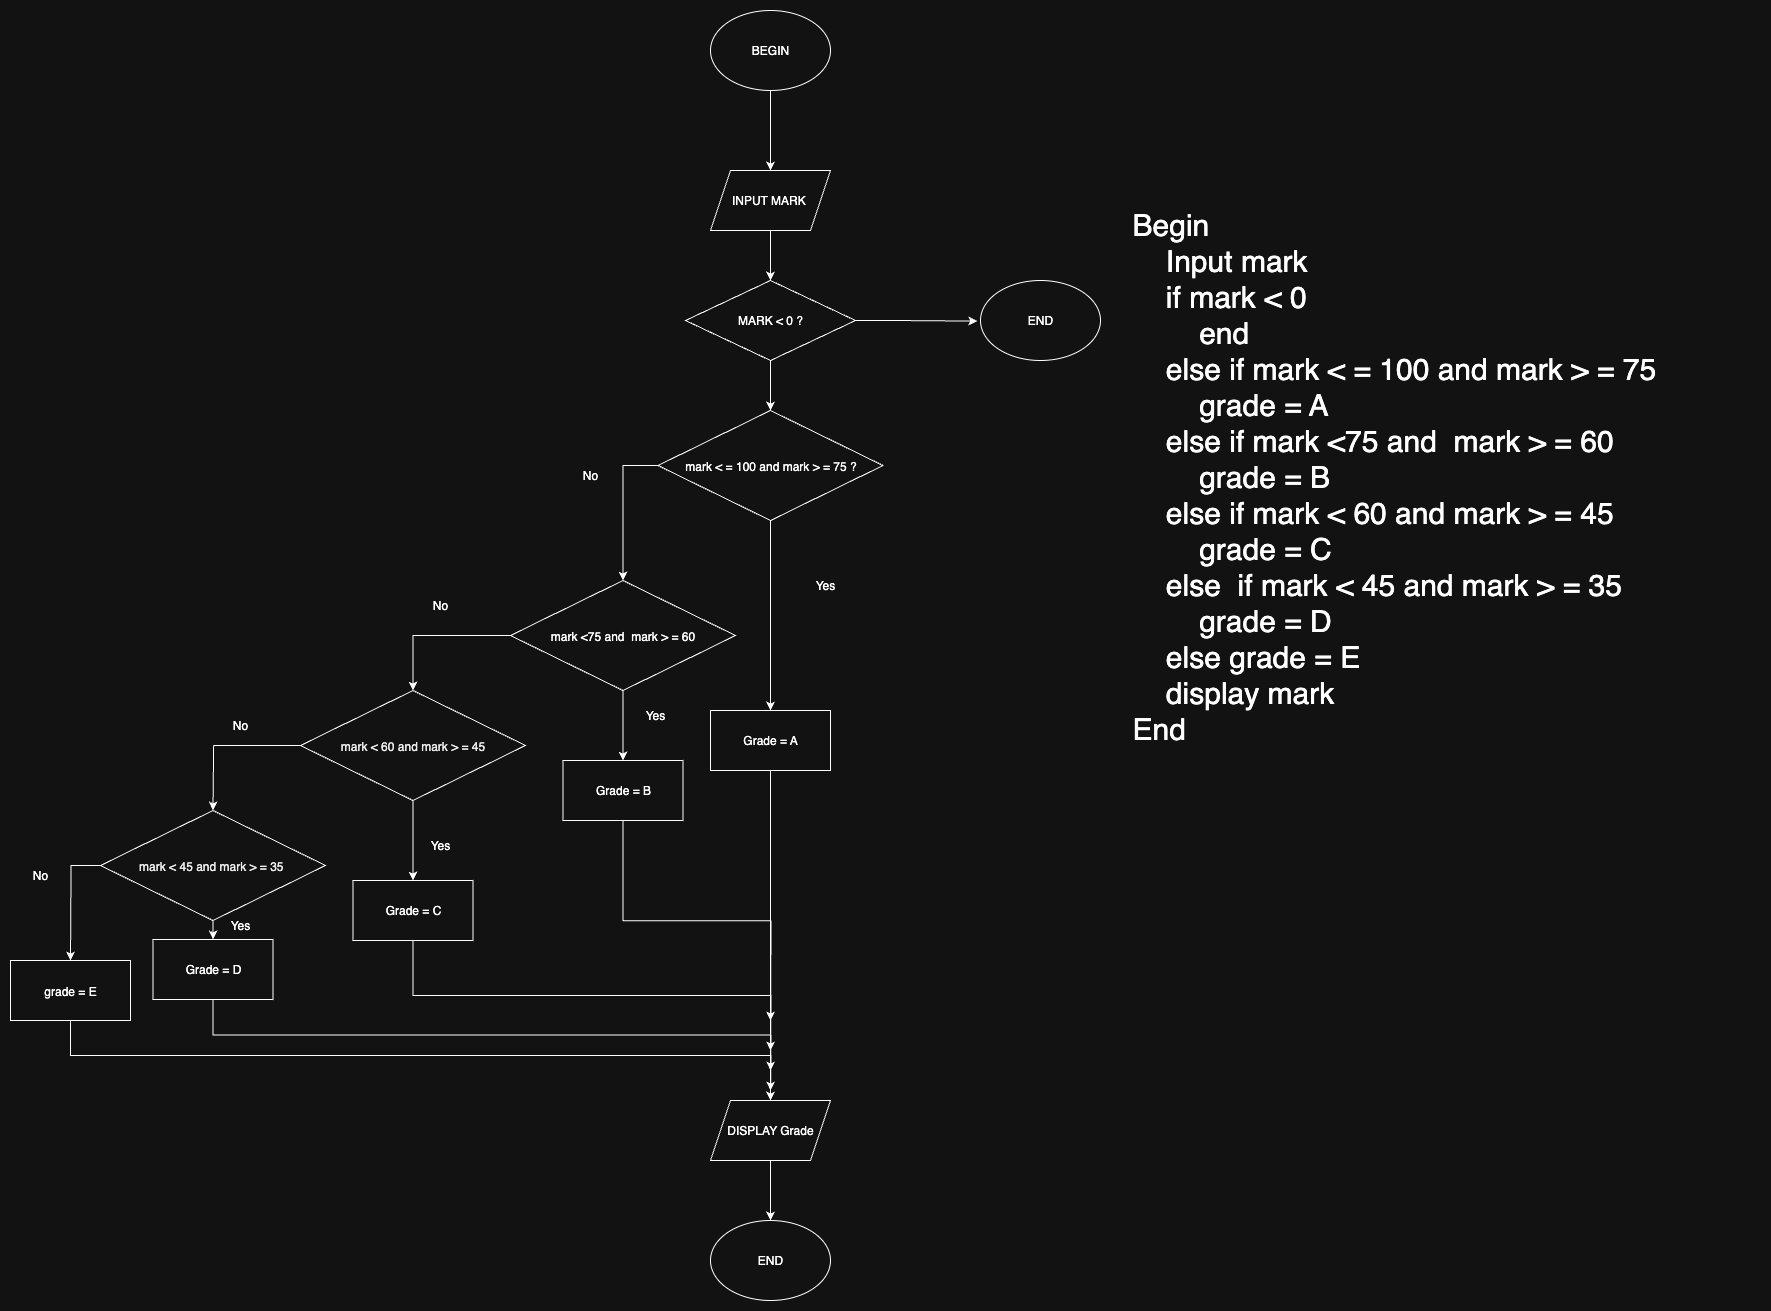 BEGIN
INPUT MARK
MARK < 0 ?
END
mark < = 100 and mark > = 75 ?
No
Yes
mark <75 and  mark > = 60
No
Yes
Grade = A
mark < 60 and mark > = 45
No
Grade = B
Yes
mark < 45 and mark > = 35
No
Grade = C
Yes
Grade = D
grade = E
DISPLAY Grade
END
Begin
Input mark
if mark < 0
end
else if mark < = 100 and mark > = 75
grade = A
else if mark <75 and  mark > = 60
grade = B
else if mark < 60 and mark > = 45
grade = C
else  if mark < 45 and mark > = 35
grade = D
else grade = E
display mark
End